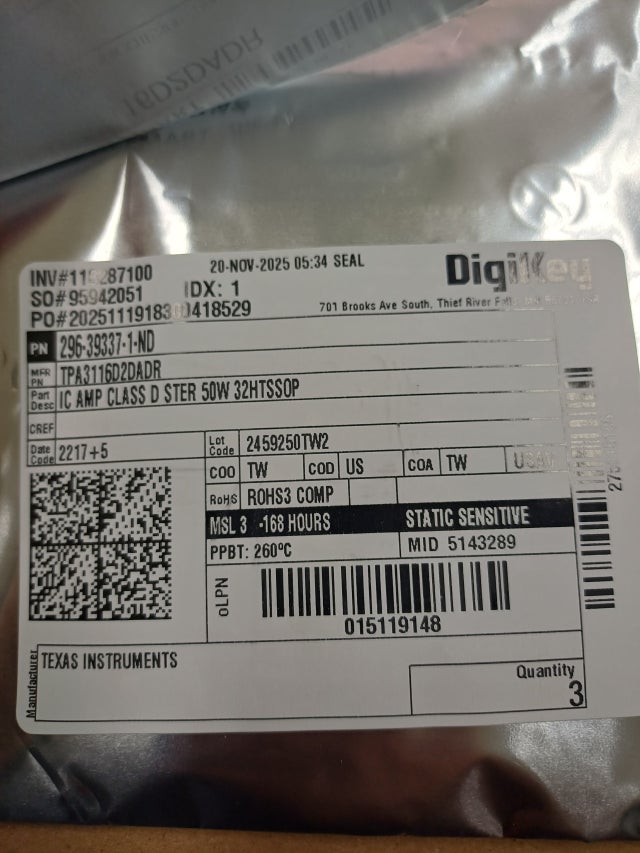 16D2DADR
INV#115287100
20-NOV-2025 05:34 SEAL
DigiKey
SO#95942051
IDX: 1
701 Brooks Ave South, Thief River
PN 296-39337-1-ND
MFR PN TPA3116D2DADR
Part Desc IC AMP CLASS D STER 50W 32HTSSOP
CREF
Date Code 2217+5
Lot Code 2459250TW2
COO TW COD US COA TW
RoHS ROHS3 COMP
MSL 3 -168 HOURS STATIC SENSITIVE
PPBT: 260ºC MID 5143289
oLPN
015119148
Manufacturer TEXAS INSTRUMENTS
Quantity
3